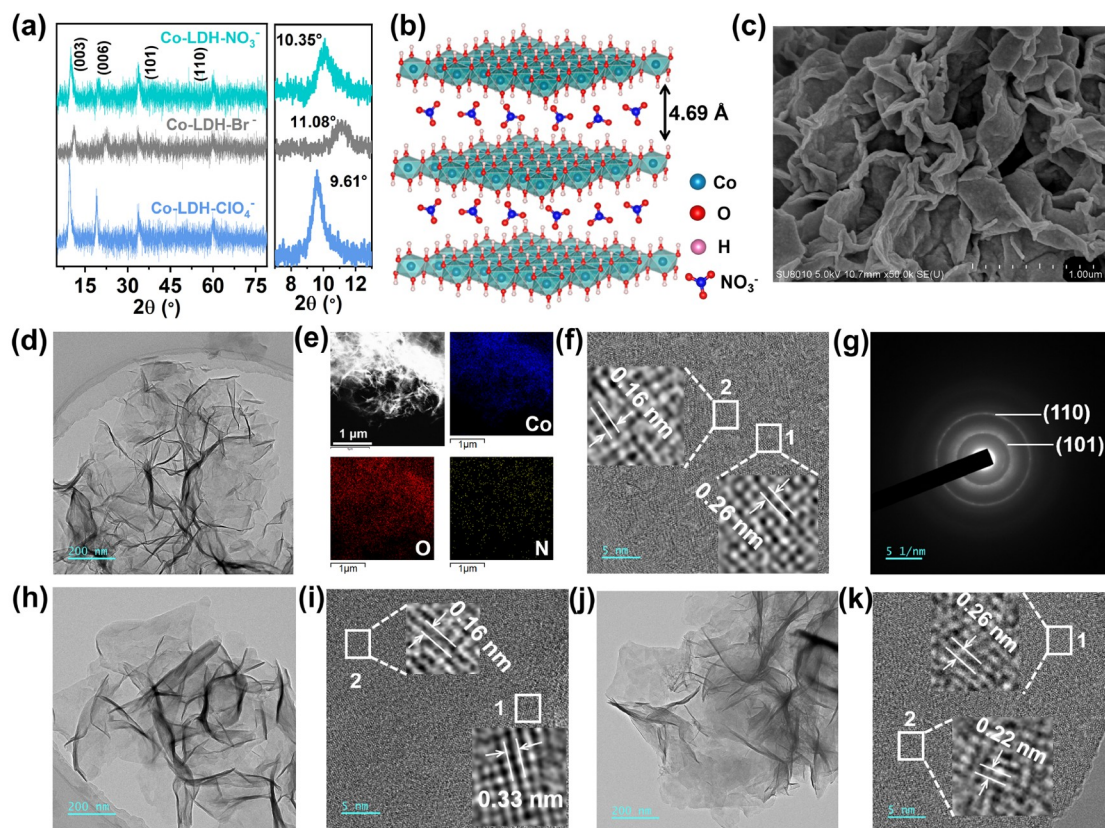 (a)
Co-LDH-NO₃⁻
(003)
(006)
(101)
(110)
Co-LDH-Br⁻
Co-LDH-ClO₄⁻
15 30 45 60 75
2θ (°)
10.35°
11.08°
9.61°
8 10 12
2θ (°)
(b)
4.69 Å
Co
O
H
NO₃⁻
(c)
SU8010 5.0kV 10.7mm x50.0k SE(U)
1.00um
(d)
200 nm
(e)
1 µm
1µm
Co
O
1µm
N
1µm
(f)
0.16 nm
2
1
0.26 nm
5 nm
(g)
(110)
(101)
5 1/nm
(h)
200 nm
(i)
0.16 nm
2
1
0.33 nm
5 nm
(j)
200 nm
(k)
0.26 nm
1
2
0.22 nm
5 nm